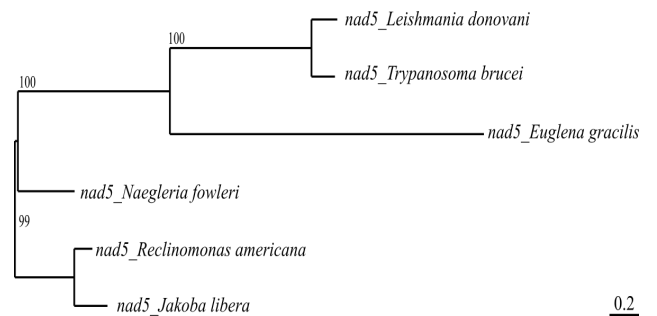 nad5_Leishmania donovani
100
nad5_Trypanosoma brucei
100
nad5_Euglena gracilis
nad5_Naegleria fowleri
99
nad5_Reclinomonas americana
nad5_Jakoba libera
0.2